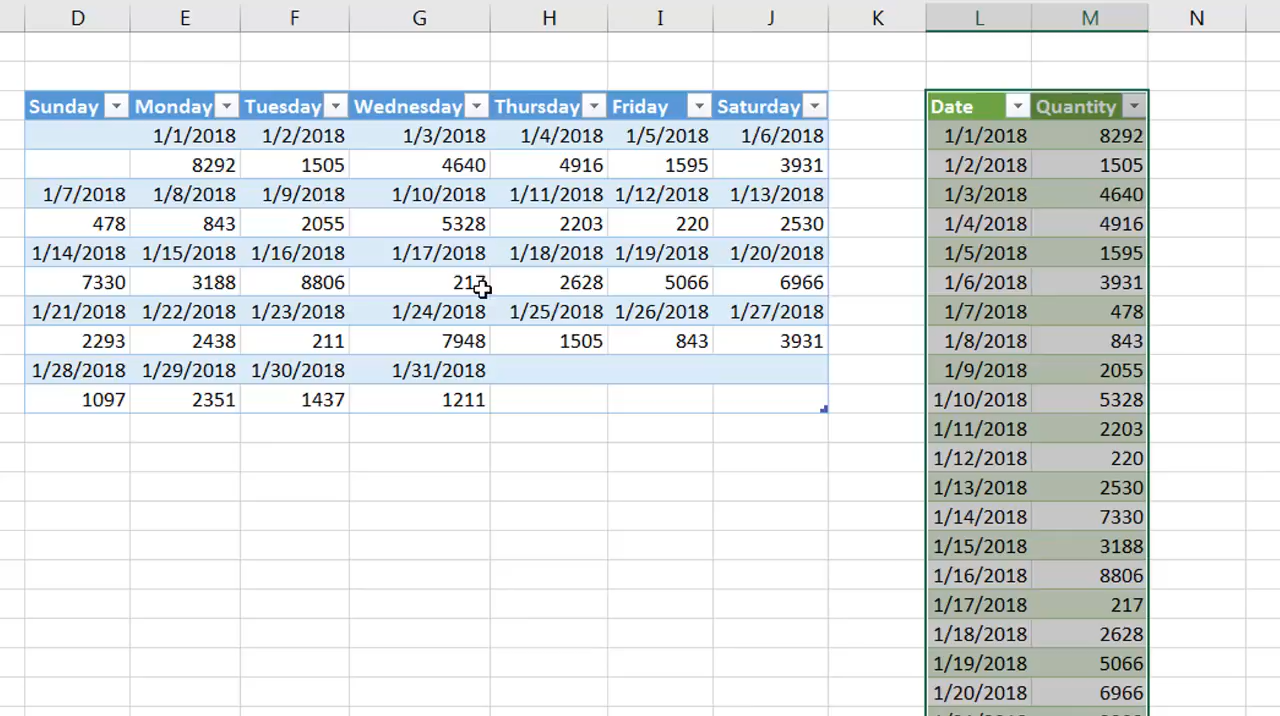 D E F G H I J K L M N
Sunday Monday Tuesday Wednesday Thursday Friday Saturday Date Quantity
1/1/2018 1/2/2018 1/3/2018 1/4/2018 1/5/2018 1/6/2018 1/1/2018 8292
8292 1505 4640 4916 1595 3931 1/2/2018 1505
1/7/2018 1/8/2018 1/9/2018 1/10/2018 1/11/2018 1/12/2018 1/13/2018 1/3/2018 4640
478 843 2055 5328 2203 220 2530 1/4/2018 4916
1/14/2018 1/15/2018 1/16/2018 1/17/2018 1/18/2018 1/19/2018 1/20/2018 1/5/2018 1595
7330 3188 8806 217 2628 5066 6966 1/6/2018 3931
1/21/2018 1/22/2018 1/23/2018 1/24/2018 1/25/2018 1/26/2018 1/27/2018 1/7/2018 478
2293 2438 211 7948 1505 843 3931 1/8/2018 843
1/28/2018 1/29/2018 1/30/2018 1/31/2018 1/9/2018 2055
1097 2351 1437 1211 1/10/2018 5328
1/11/2018 2203
1/12/2018 220
1/13/2018 2530
1/14/2018 7330
1/15/2018 3188
1/16/2018 8806
1/17/2018 217
1/18/2018 2628
1/19/2018 5066
1/20/2018 6966